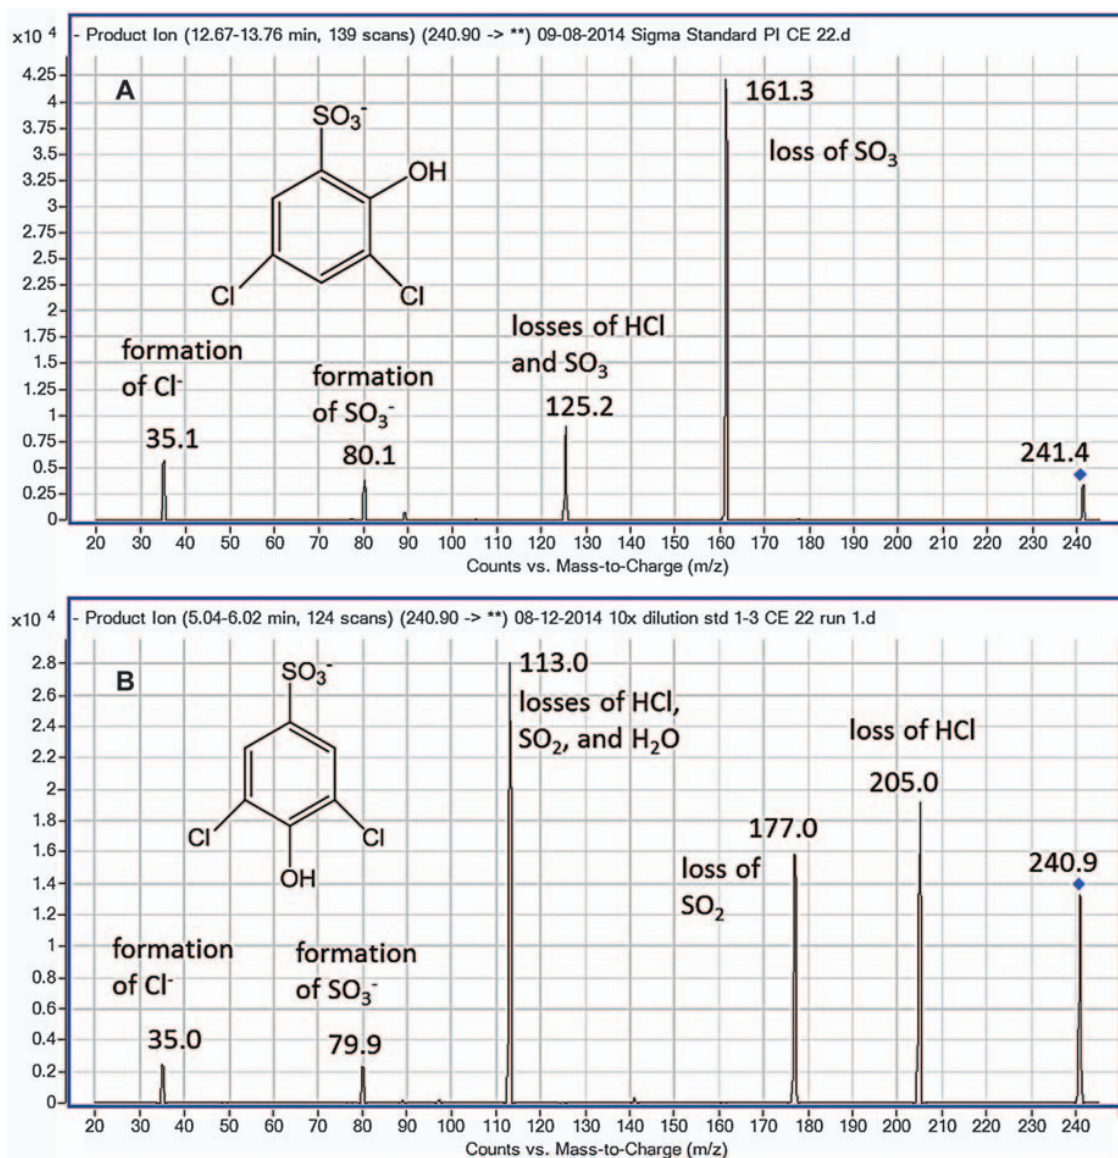 x10 4 - Product Ion (12.67-13.76 min, 139 scans) (240.90 -> **) 09-08-2014 Sigma Standard PI CE 22.d
A
4.25
4
3.75
3.5
3.25
3
2.75
2.5
2.25
2
1.75
1.5
1.25
1
0.75
0.5
0.25
0
SO3-
OH
Cl
Cl
161.3
loss of SO3
losses of HCl
and SO3
125.2
formation
of Cl-
35.1
formation
of SO3-
80.1
241.4
20 30 40 50 60 70 80 90 100 110 120 130 140 150 160 170 180 190 200 210 220 230 240
Counts vs. Mass-to-Charge (m/z)
x10 4 - Product Ion (5.04-6.02 min, 124 scans) (240.90 -> **) 08-12-2014 10x dilution std 1-3 CE 22 run 1.d
B
2.8
2.6
2.4
2.2
2
1.8
1.6
1.4
1.2
1
0.8
0.6
0.4
0.2
0
SO3-
Cl
Cl
OH
113.0
losses of HCl,
SO2, and H2O
loss of HCl
205.0
177.0
loss of
SO2
240.9
formation
of Cl-
35.0
formation
of SO3-
79.9
20 30 40 50 60 70 80 90 100 110 120 130 140 150 160 170 180 190 200 210 220 230 240
Counts vs. Mass-to-Charge (m/z)